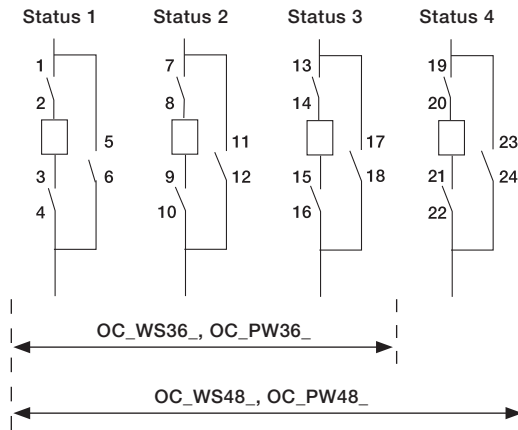 Status 1 Status 2 Status 3 Status 4
1 7 13 19
2 8 14 20
5 11 17 23
3 9 15 21
6 12 18 24
4 10 16 22
OC_WS36_, OC_PW36_
OC_WS48_, OC_PW48_